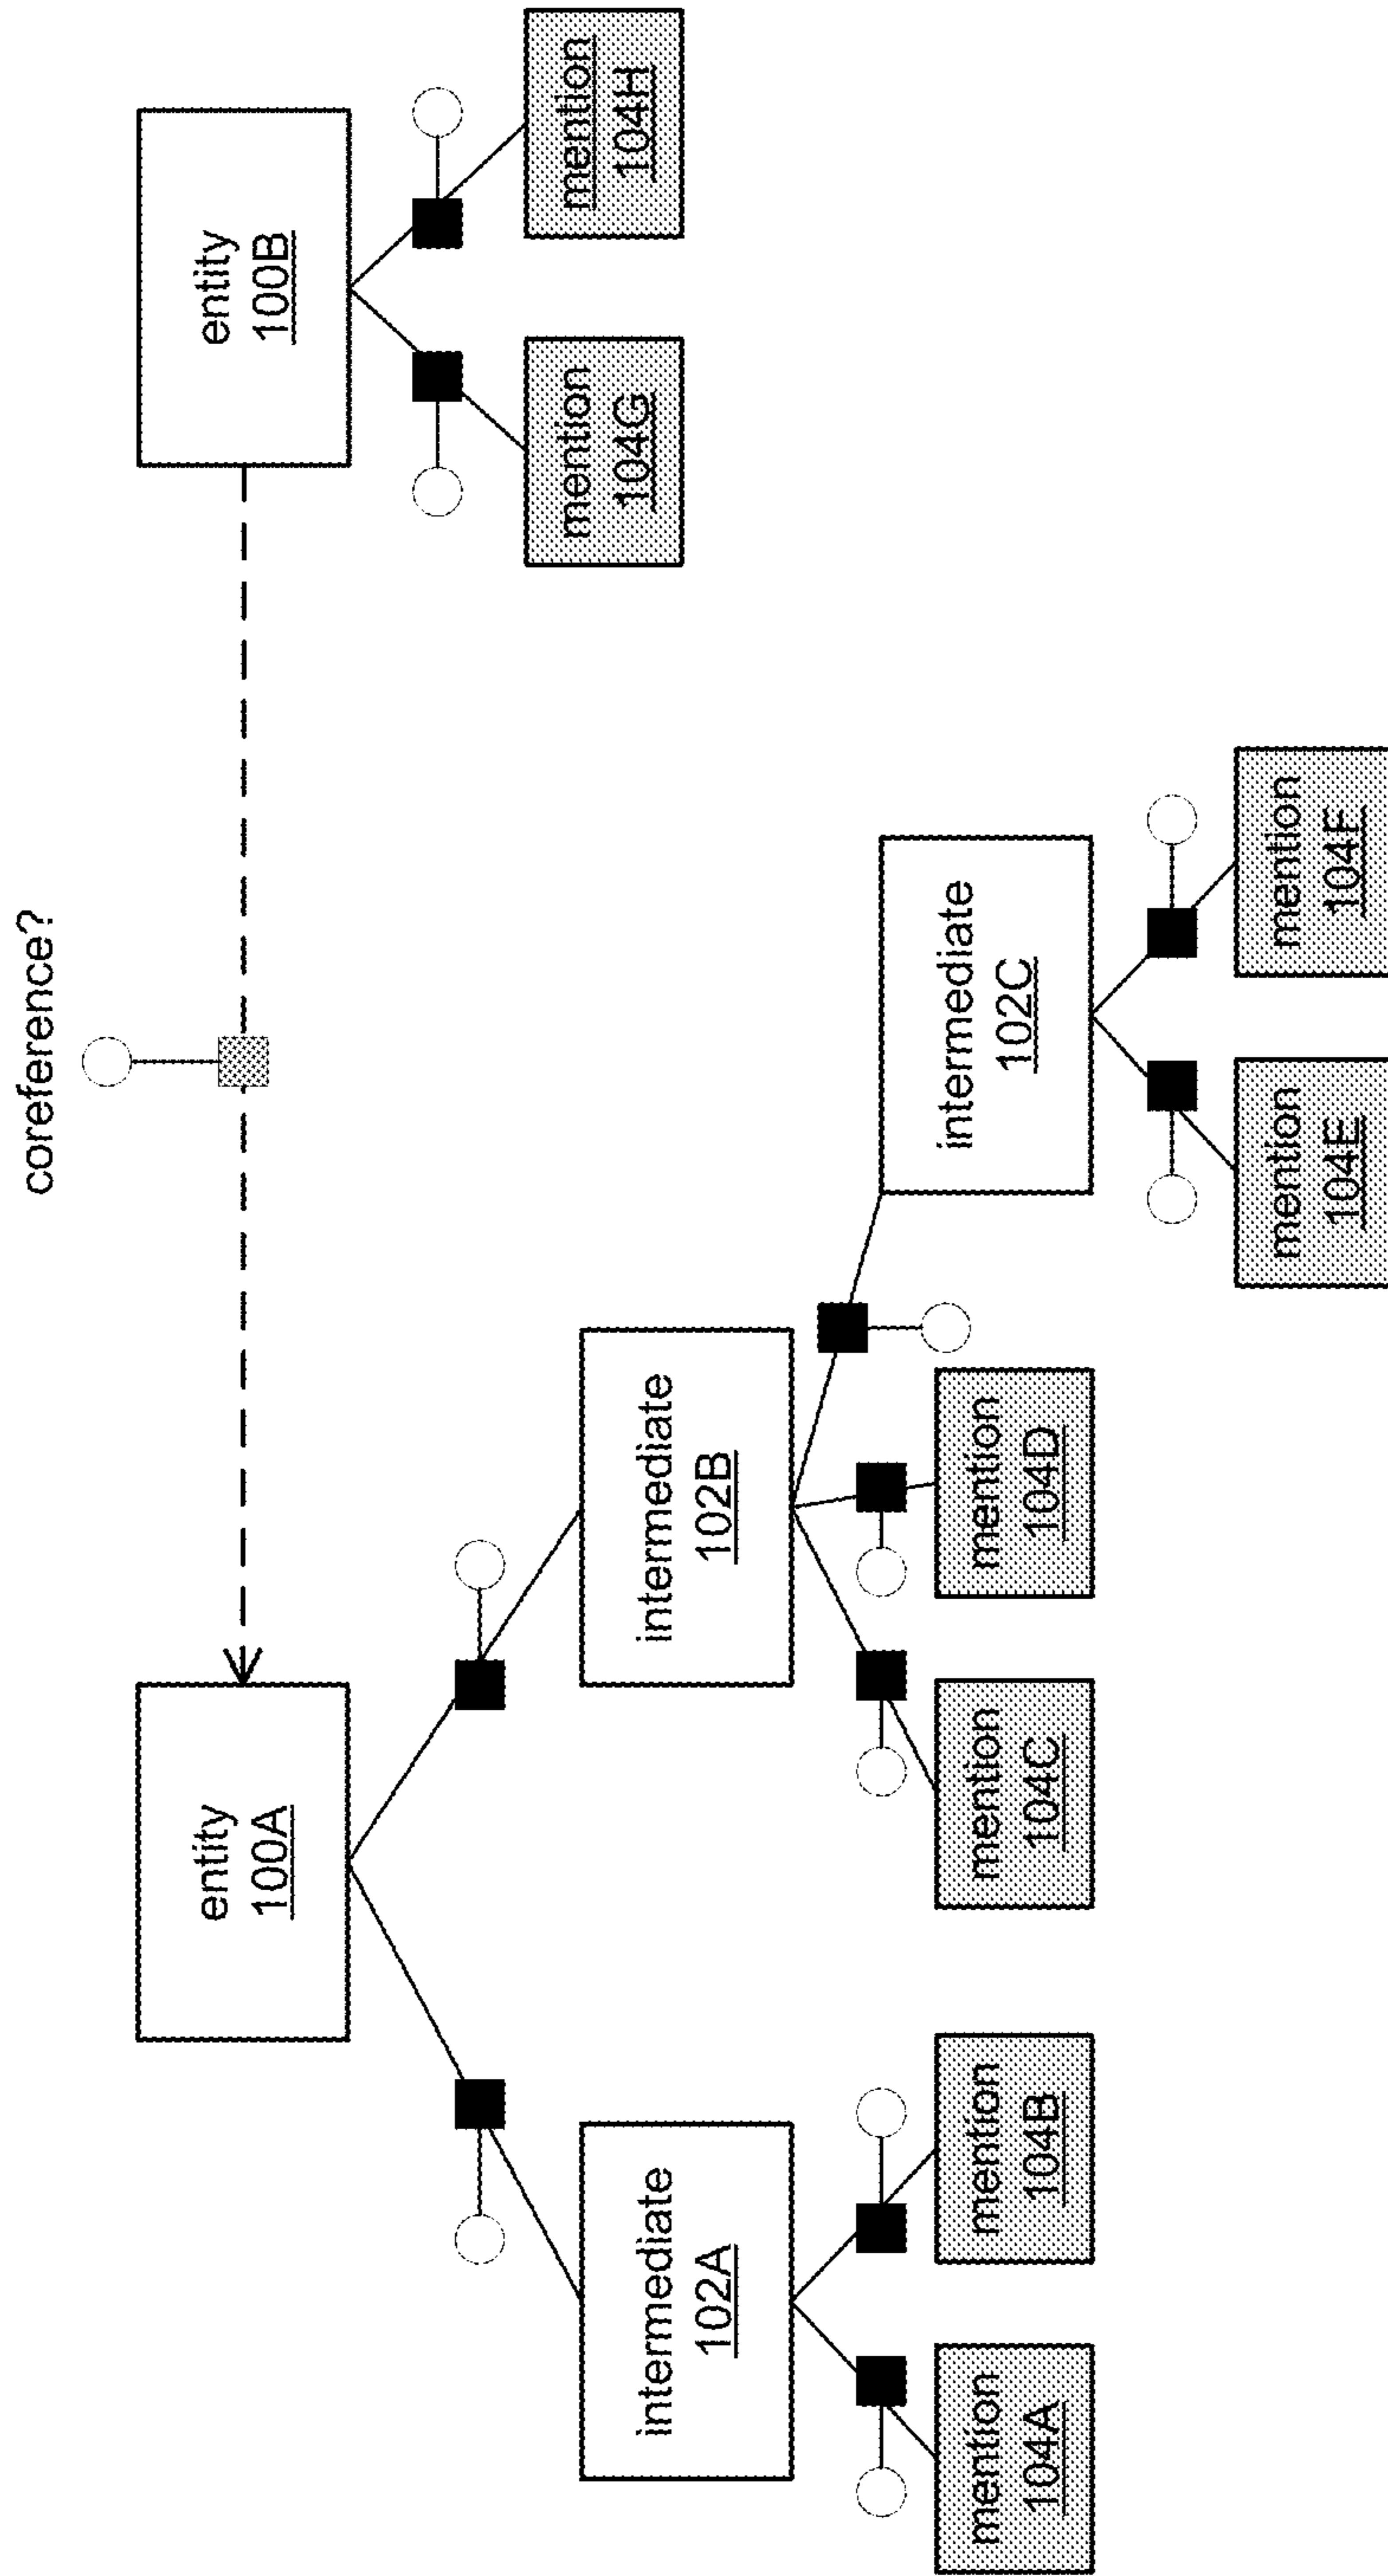 coreference?
entity
100A
entity
100B
intermediate
102A
intermediate
102B
mention
104G
mention
104H
intermediate
102C
mention
104A
mention
104B
mention
104C
mention
104D
mention
104E
mention
104F